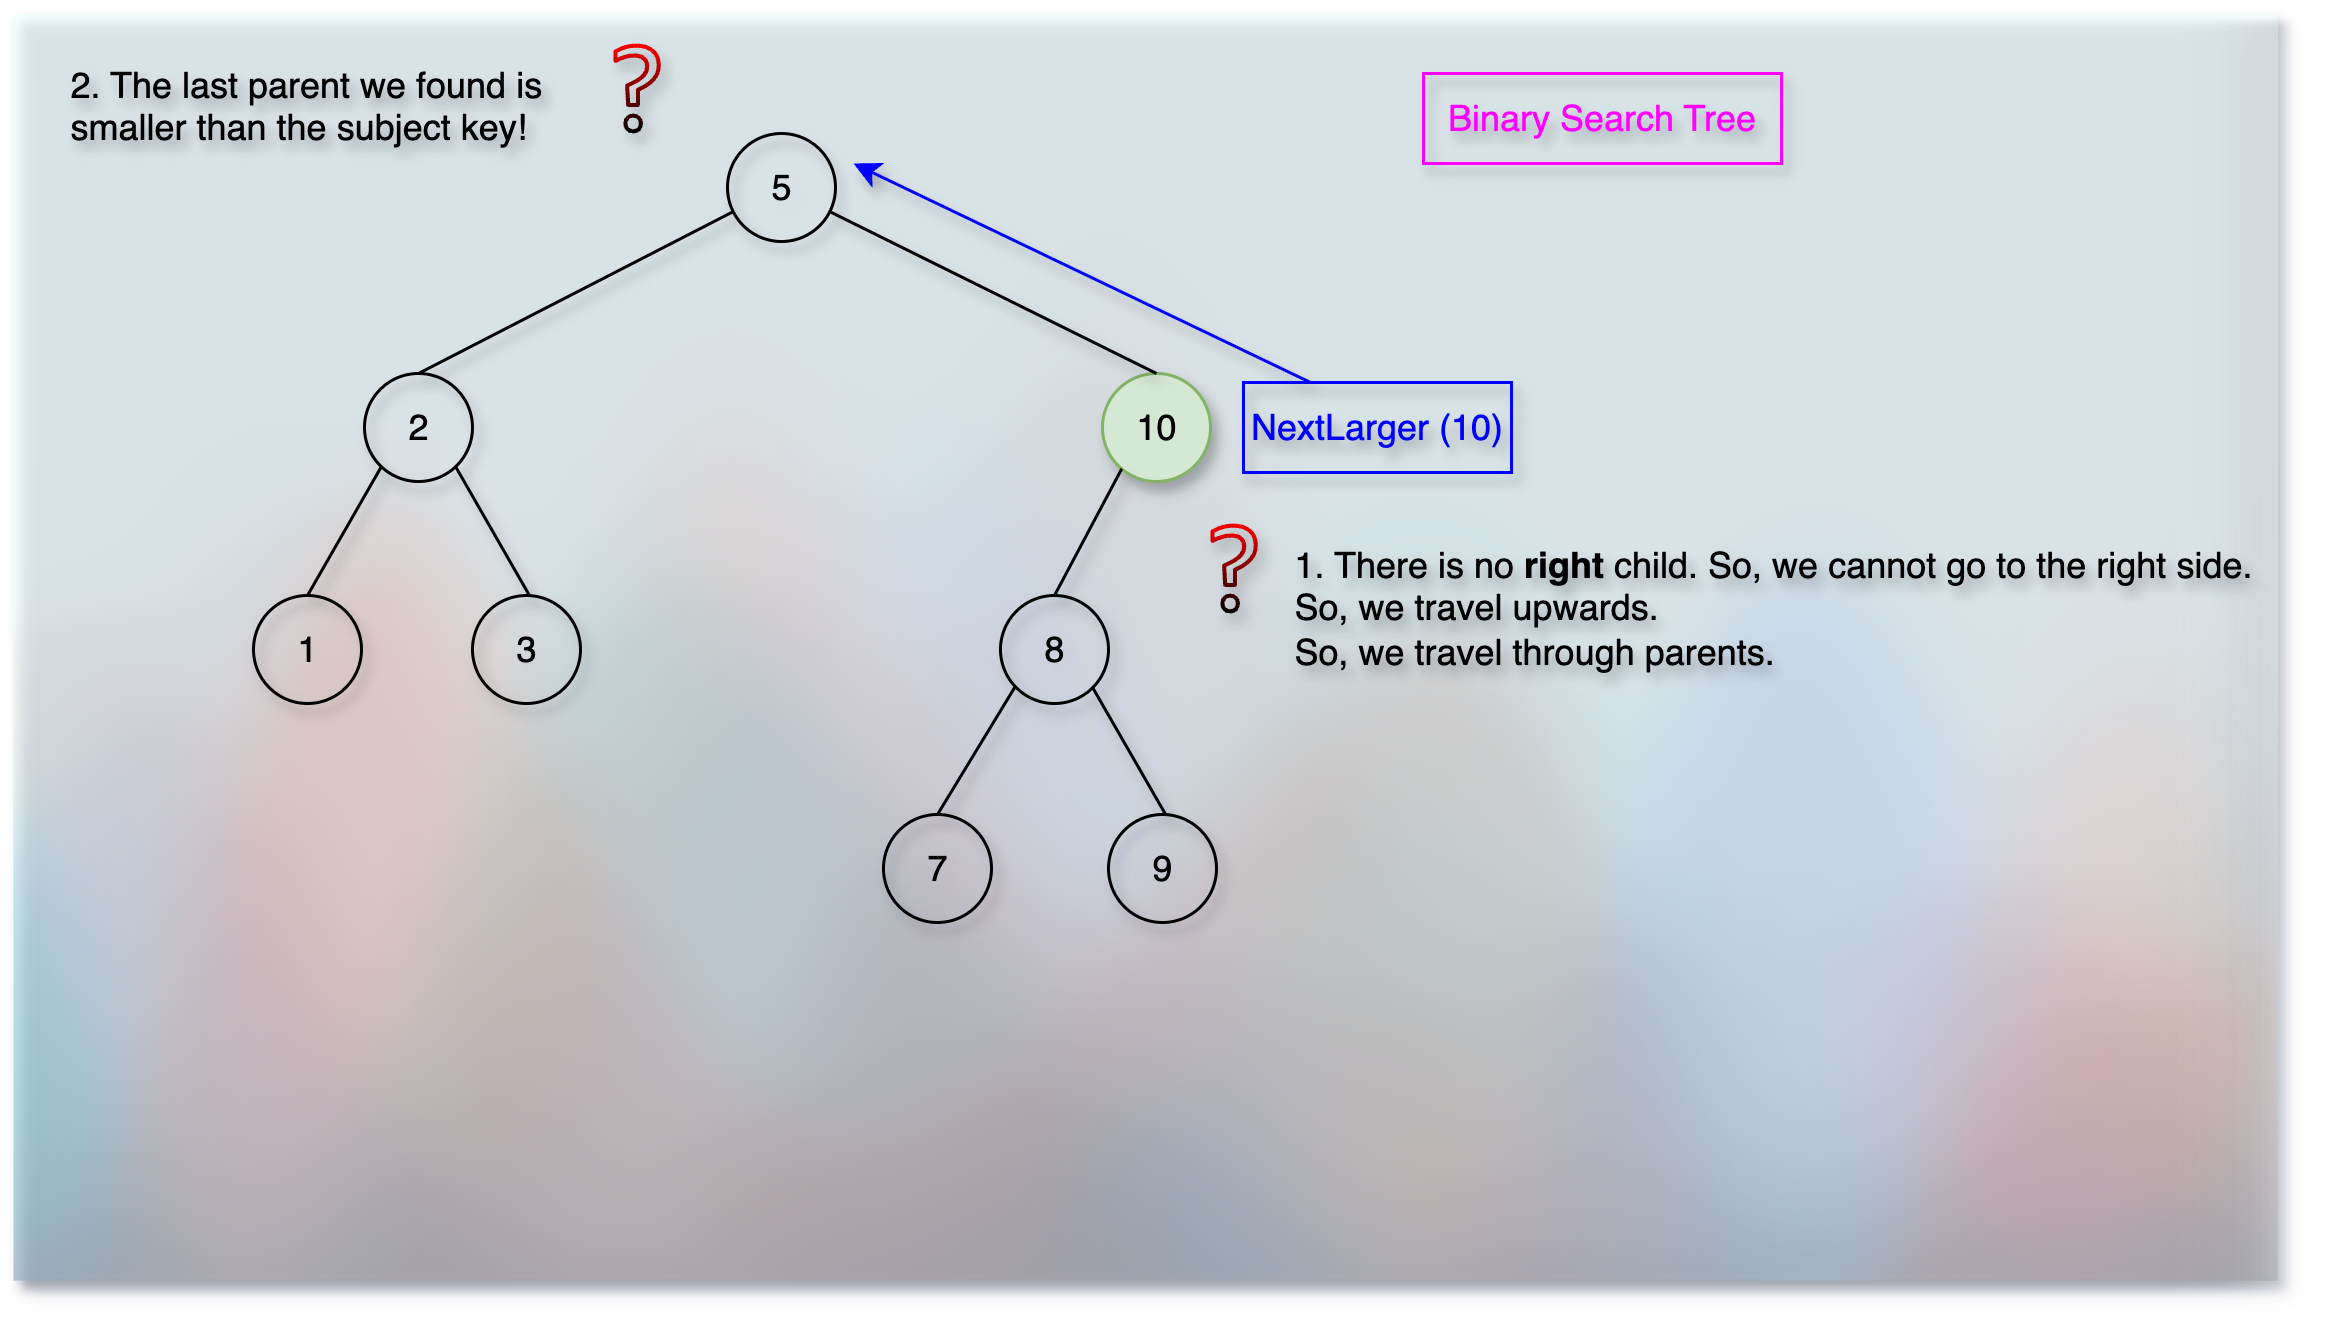 2. The last parent we found is
smaller than the subject key!
?
Binary Search Tree
5
2
10
NextLarger (10)
?
1. There is no right child. So, we cannot go to the right side.
So, we travel upwards.
So, we travel through parents.
1
3
8
7
9